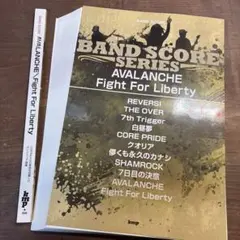 AVALANCHE/Fight For Liberty
kmp
BAND SCORE
SERIES
AVALANCHE
Fight For Liberty
REVERSI
THE OVER
7th Trigger
白昼夢
CORE PRIDE
クオリア
儚くも永久のカナシ
SHAMROCK
7日目の決意
AVALANCHE
Fight For Liberty
kmp